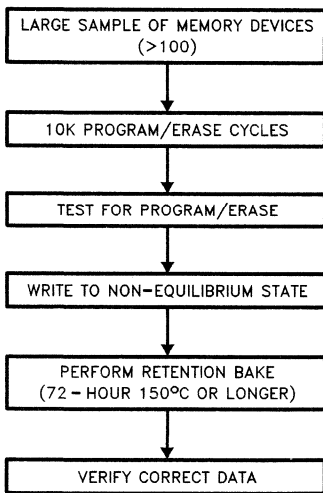 LARGE SAMPLE OF MEMORY DEVICES
(>100)
10K PROGRAM/ERASE CYCLES
TEST FOR PROGRAM/ERASE
WRITE TO NON-EQUILIBRIUM STATE
PERFORM RETENTION BAKE
(72-HOUR 150°C OR LONGER)
VERIFY CORRECT DATA